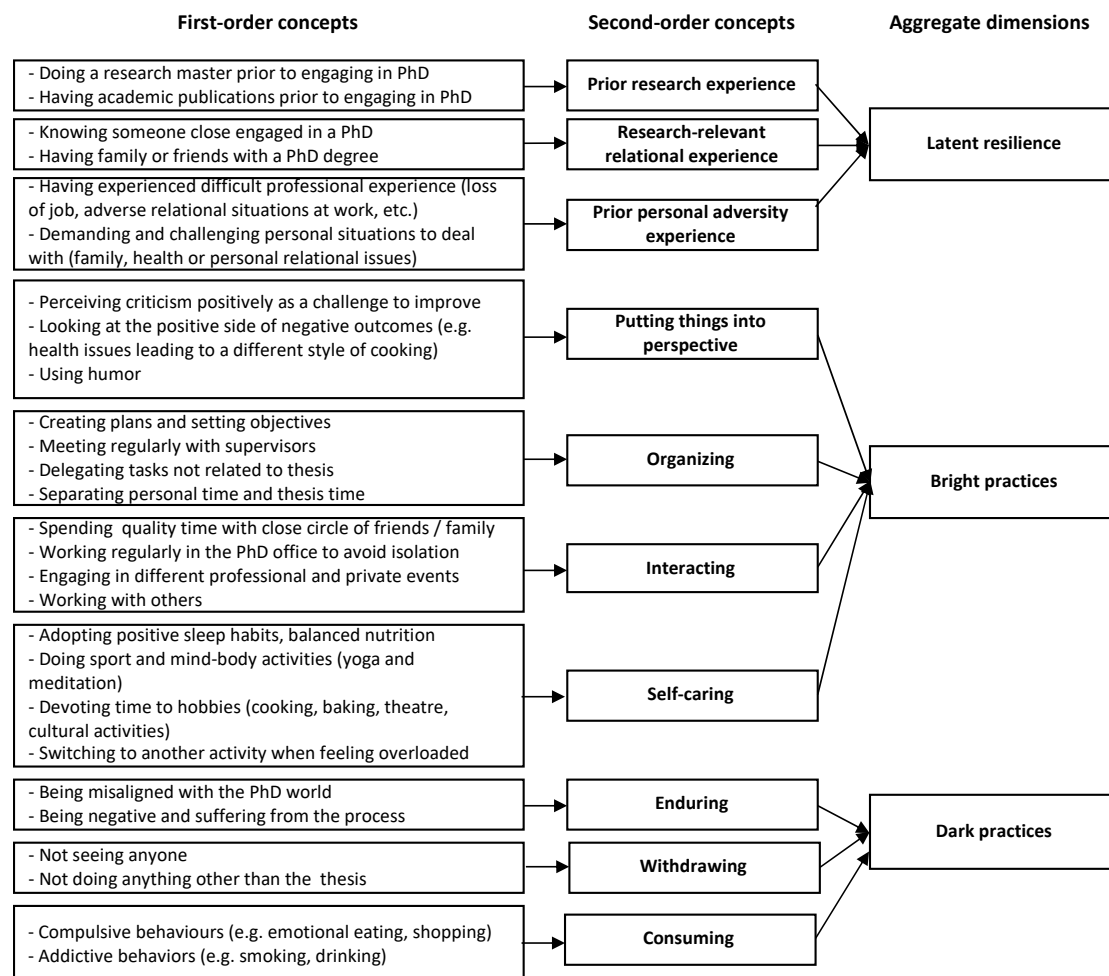 First-order concepts
Second-order concepts
Aggregate dimensions
- Doing a research master prior to engaging in PhD
- Having academic publications prior to engaging in PhD
Prior research experience
- Knowing someone close engaged in a PhD
- Having family or friends with a PhD degree
Research-relevant
relational experience
Latent resilience
- Having experienced difficult professional experience (loss
of job, adverse relational situations at work, etc.)
- Demanding and challenging personal situations to deal
with (family, health or personal relational issues)
Prior personal adversity
experience
- Perceiving criticism positively as a challenge to improve
- Looking at the positive side of negative outcomes (e.g.
health issues leading to a different style of cooking)
- Using humor
Putting things into
perspective
- Creating plans and setting objectives
- Meeting regularly with supervisors
- Delegating tasks not related to thesis
- Separating personal time and thesis time
Organizing
Bright practices
- Spending  quality time with close circle of friends / family
- Working regularly in the PhD office to avoid isolation
- Engaging in different professional and private events
- Working with others
Interacting
- Adopting positive sleep habits, balanced nutrition
- Doing sport and mind-body activities (yoga and
meditation)
- Devoting time to hobbies (cooking, baking, theatre,
cultural activities)
- Switching to another activity when feeling overloaded
Self-caring
- Being misaligned with the PhD world
- Being negative and suffering from the process
Enduring
- Not seeing anyone
- Not doing anything other than the  thesis
Withdrawing
Dark practices
- Compulsive behaviours (e.g. emotional eating, shopping)
- Addictive behaviors (e.g. smoking, drinking)
Consuming